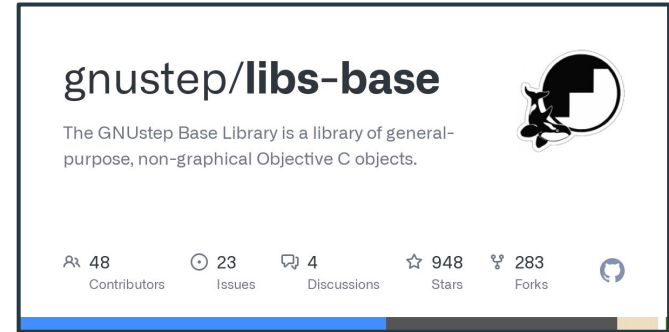 gnustep/libs-base
The GNUstep Base Library is a library of general-
purpose, non-graphical Objective C objects.
48 23 4 948 283
Contributors Issues Discussions Stars Forks